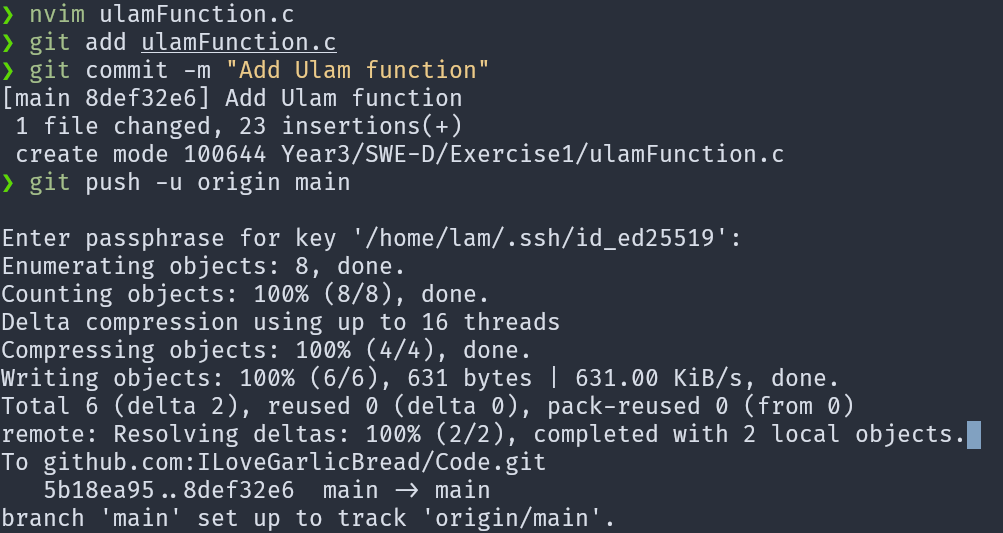 ❯ nvim ulamFunction.c
❯ git add ulamFunction.c
❯ git commit -m "Add Ulam function"
[main 8def32e6] Add Ulam function
 1 file changed, 23 insertions(+)
 create mode 100644 Year3/SWE-D/Exercise1/ulamFunction.c
❯ git push -u origin main

Enter passphrase for key '/home/lam/.ssh/id_ed25519':
Enumerating objects: 8, done.
Counting objects: 100% (8/8), done.
Delta compression using up to 16 threads
Compressing objects: 100% (4/4), done.
Writing objects: 100% (6/6), 631 bytes | 631.00 KiB/s, done.
Total 6 (delta 2), reused 0 (delta 0), pack-reused 0 (from 0)
remote: Resolving deltas: 100% (2/2), completed with 2 local objects.
To github.com:ILoveGarlicBread/Code.git
   5b18ea95..8def32e6  main -> main
branch 'main' set up to track 'origin/main'.